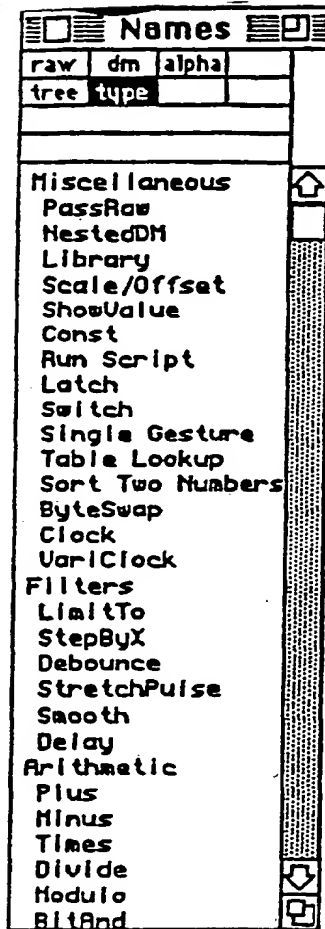 Names
raw dm alpha
tree type
Miscellaneous
PassRaw
NestedDM
Library
Scale/Offset
ShowValue
Const
Run Script
Latch
Switch
Single Gesture
Table Lookup
Sort Two Numbers
ByteSwap
Clock
VariClock
Filters
LimitTo
StepByX
Debounce
StretchPulse
Smooth
Delay
Arithmetic
Plus
Minus
Times
Divide
Modulo
BitAnd